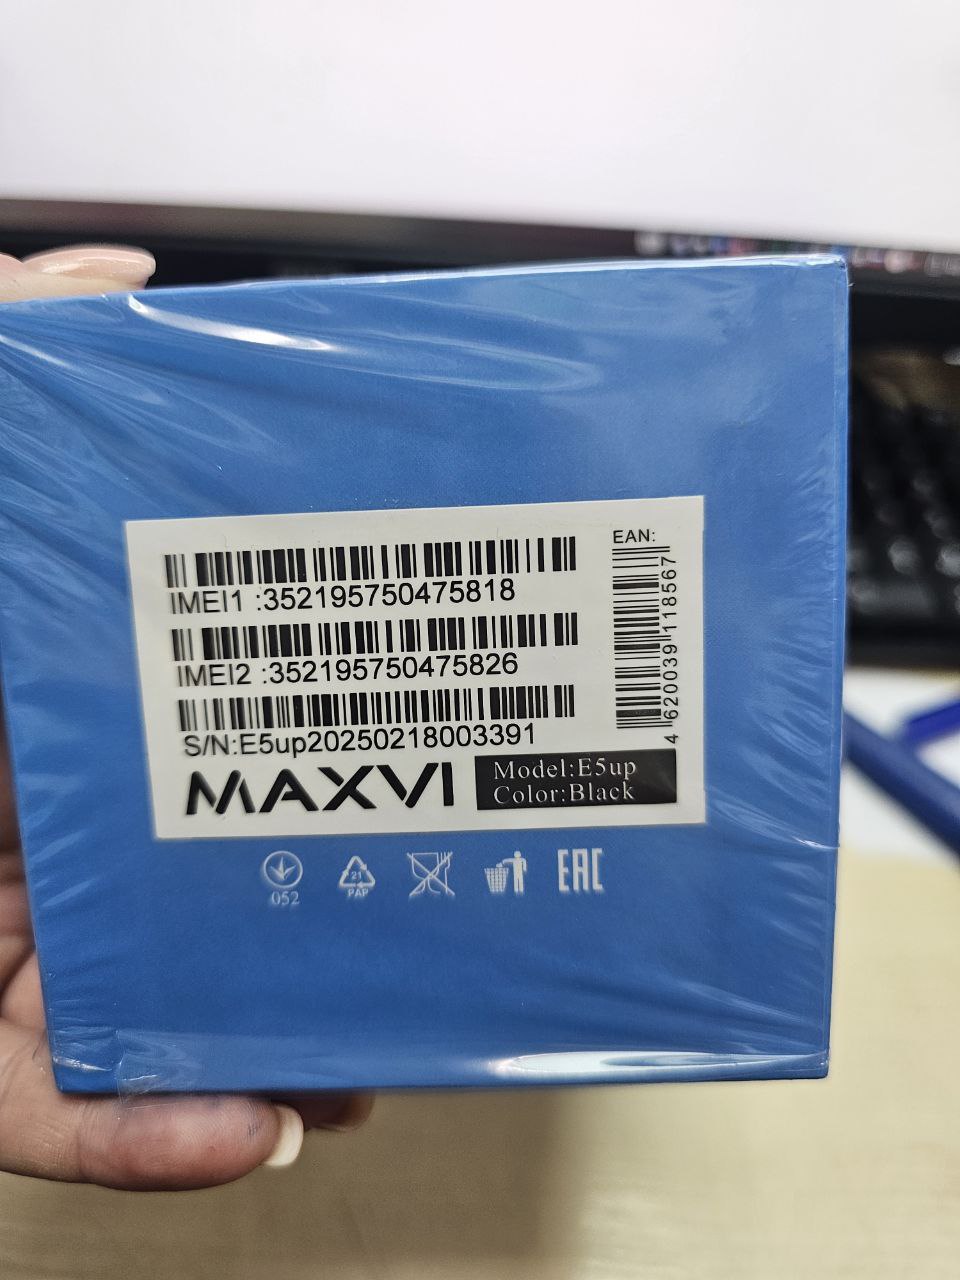 EAN:
IMEI1 :352195750475818
IMEI2 :352195750475826
S/N:E5up20250218003391
4 620039 118567
MAXVI
Model:E5up
Color:Black
052
21
PAP
EAC